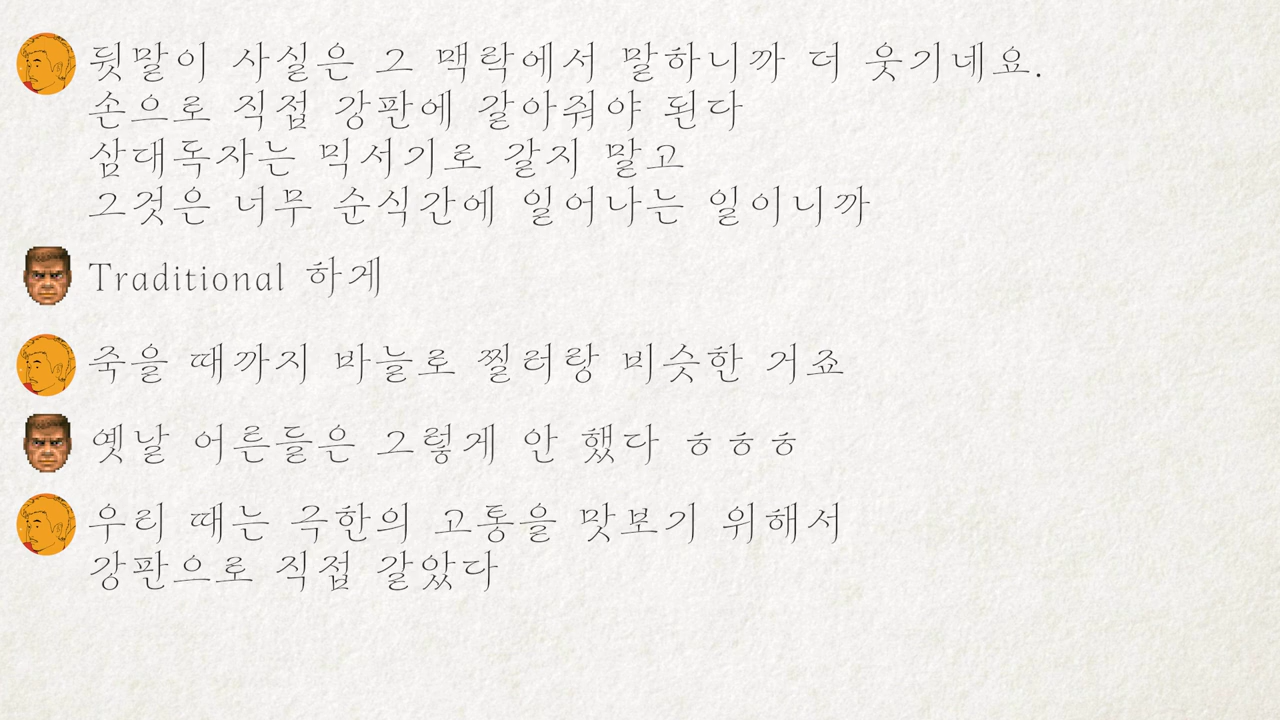 뒷말이 사실은 그 맥락에서 말하니까 더 웃기네요.
손으로 직접 강판에 갈아줘야 된다
삼대독자는 믹서기로 갈지 말고
그것은 너무 순식간에 일어나는 일이니까
Traditional 하게
죽을 때까지 바늘로 찔러랑 비슷한 거죠
옛날 어른들은 그렇게 안 했다 ㅎㅎㅎ
우리 때는 극한의 고통을 맛보기 위해서
강판으로 직접 갈았다